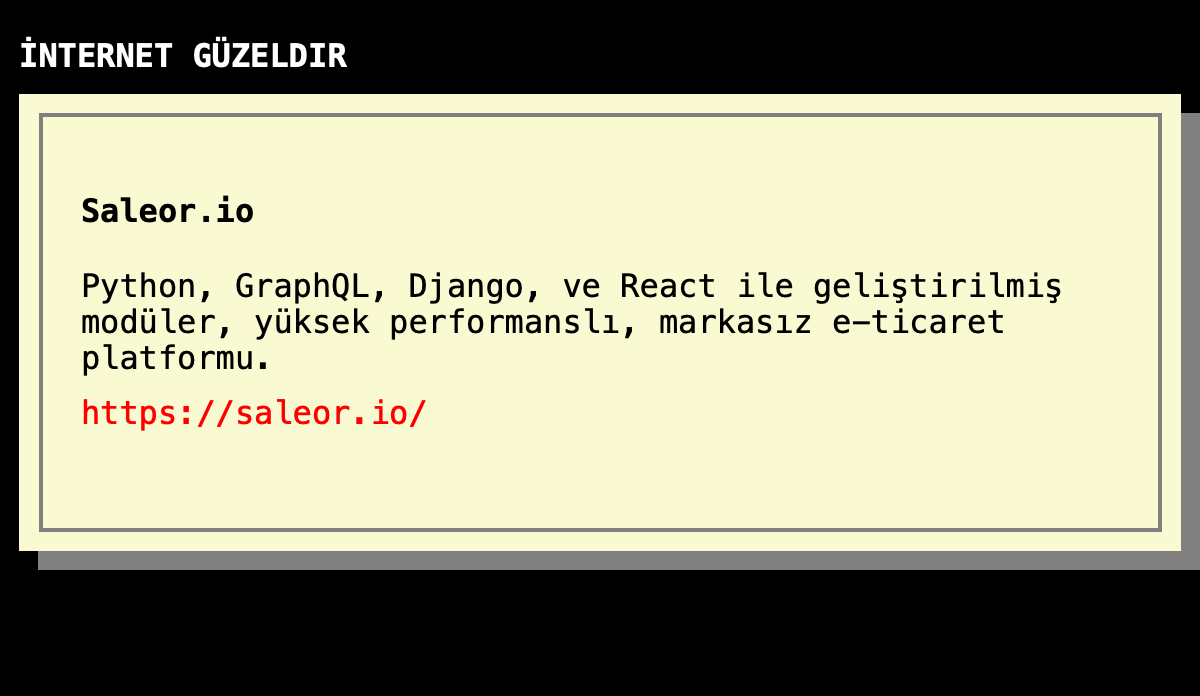 İNTERNET GÜZELDIR
Saleor.io
Python, GraphQL, Django, ve React ile geliştirilmiş
modüler, yüksek performanslı, markasız e-ticaret
platformu.
https://saleor.io/